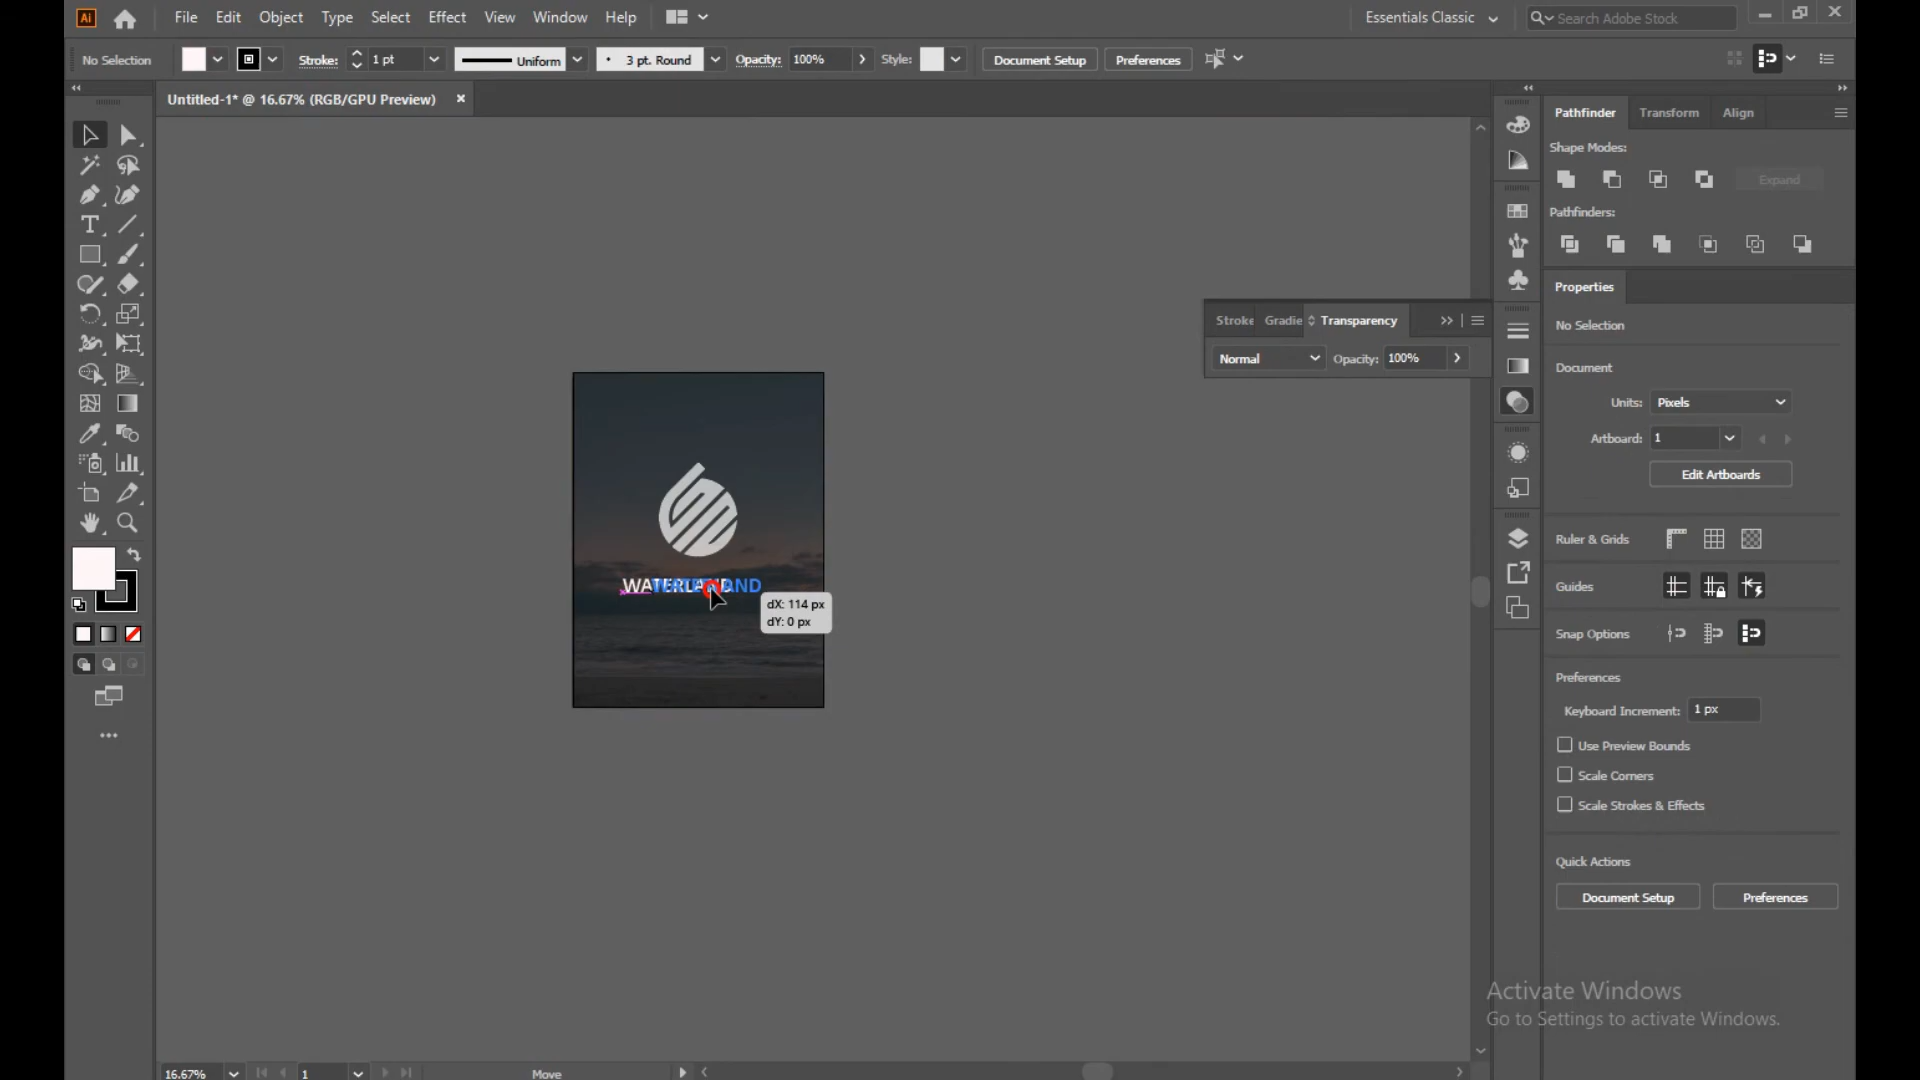 Ai File Edit Object Type Select Effect View Window Help Essentials Classic Search Adobe Stock
No Selection Stroke: 1 pt Uniform 3 pt. Round Opacity: 100% Style: Document Setup Preferences
Untitled-1* @ 16.67% (RGB/GPU Preview)
Pathfinder Transform Align
Shape Modes:
Expand
Pathfinders:
Properties
No Selection
Stroke Gradie Transparency
Normal Opacity: 100%
Document
Units: Pixels
Artboard: 1
Edit Artboards
Ruler & Grids
Guides
WATERLAND
dX: 114 px
dY: 0 px
Snap Options
Preferences
Keyboard Increment: 1 px
Use Preview Bounds
Scale Corners
Scale Strokes & Effects
Quick Actions
Document Setup Preferences
Activate Windows
Go to Settings to activate Windows.
16.67% 1 Move